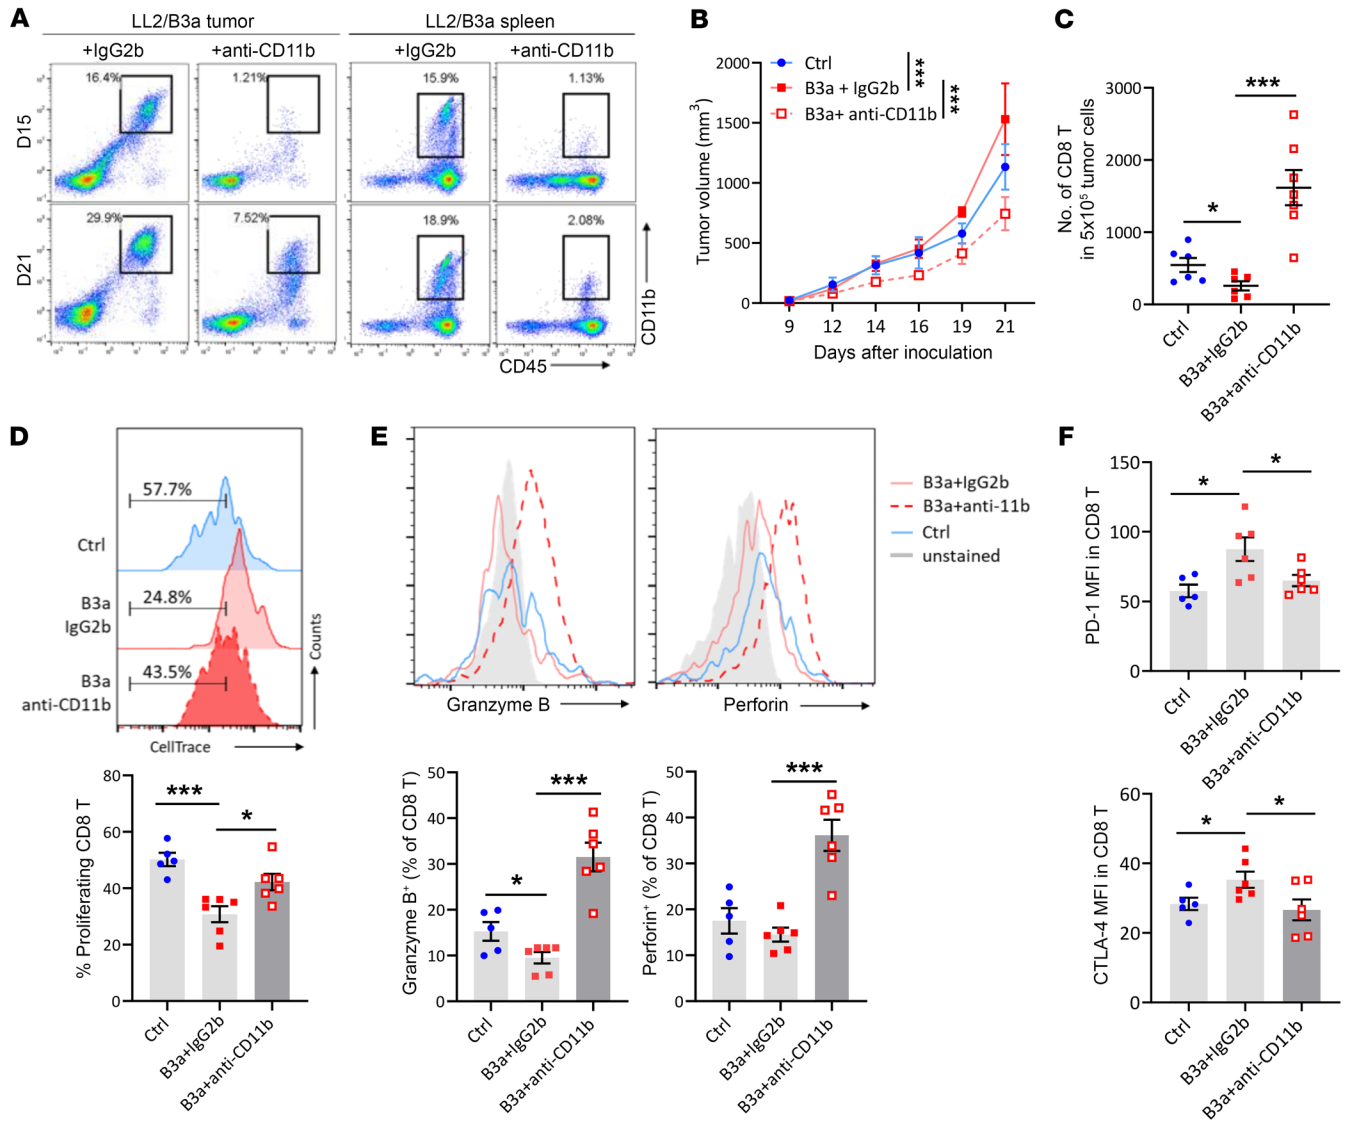 A
LL2/B3a tumor
LL2/B3a spleen
+IgG2b
+anti-CD11b
+IgG2b
+anti-CD11b
D15
16.4%
1.21%
15.9%
1.13%
D21
29.9%
7.52%
18.9%
2.08%
CD11b
CD45
B
Ctrl
B3a + IgG2b
B3a+ anti-CD11b
***
***
Tumor volume (mm³)
2000
1500
1000
500
0
9
12
14
16
19
21
Days after inoculation
C
No. of CD8 T
in 5x10⁵ tumor cells
3000
2000
1000
0
*
***
Ctrl
B3a+IgG2b
B3a+anti-CD11b
D
57.7%
Ctrl
24.8%
B3a
IgG2b
43.5%
B3a
anti-CD11b
Counts
CellTrace
% Proliferating CD8 T
80
60
40
20
0
***
*
Ctrl
B3a+IgG2b
B3a+anti-CD11b
E
Granzyme B
Perforin
B3a+IgG2b
B3a+anti-11b
Ctrl
unstained
Granzyme B⁺ (% of CD8 T)
50
40
30
20
10
0
*
***
Ctrl
B3a+IgG2b
B3a+anti-CD11b
Perforin⁺ (% of CD8 T)
50
40
30
20
10
0
***
Ctrl
B3a+IgG2b
B3a+anti-CD11b
F
PD-1 MFI in CD8 T
150
100
50
0
*
*
Ctrl
B3a+IgG2b
B3a+anti-CD11b
CTLA-4 MFI in CD8 T
60
40
20
0
*
*
Ctrl
B3a+IgG2b
B3a+anti-CD11b